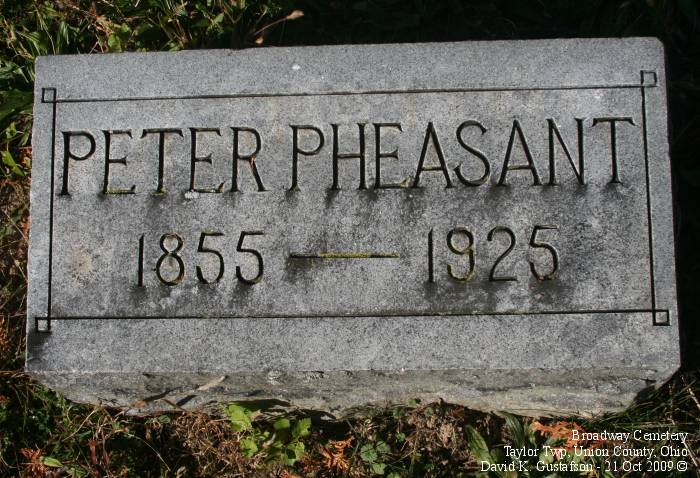 PETER PHEASANT
1855 — 1925
Broadway Cemetery
Taylor Twp, Union County, Ohio
David K. Gustafson - 21 Oct 2009 ©